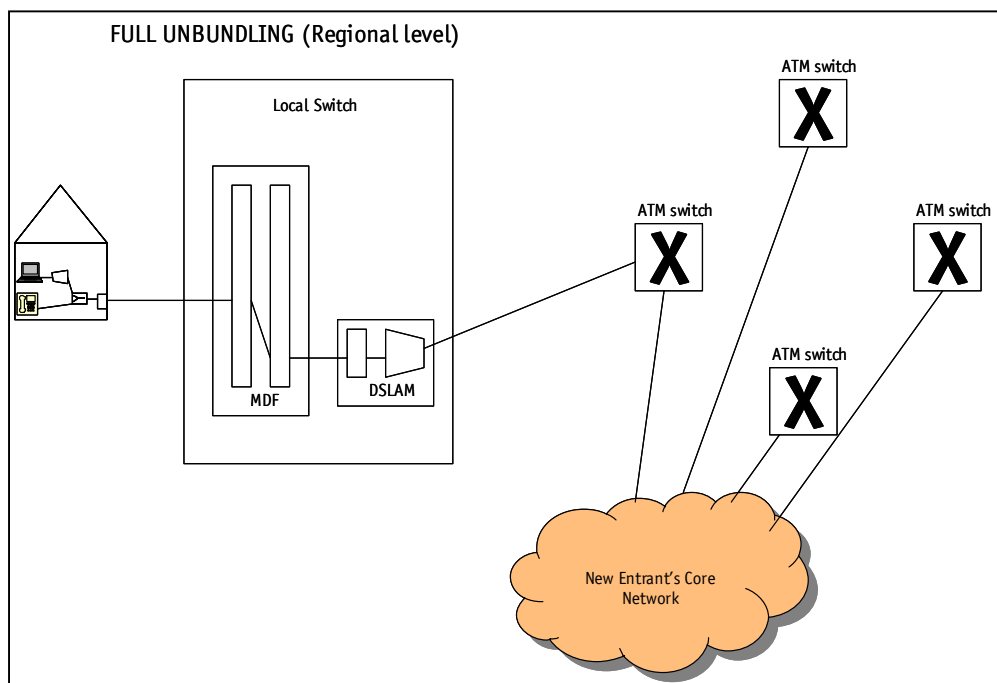 FULL UNBUNDLING (Regional level)
ATM switch
Local Switch
ATM switch
ATM switch
ATM switch
MDF
DSLAM
New Entrant's Core
Network